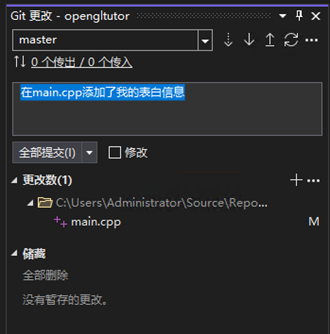 Git 更改 - opengltutor
master
0 个传出 / 0 个传入
在main.cpp添加了我的表白信息
全部提交(I)
修改
更改数(1)
C:\Users\Administrator\Source\Repo...
main.cpp M
储藏
全部删除
没有暂存的更改。